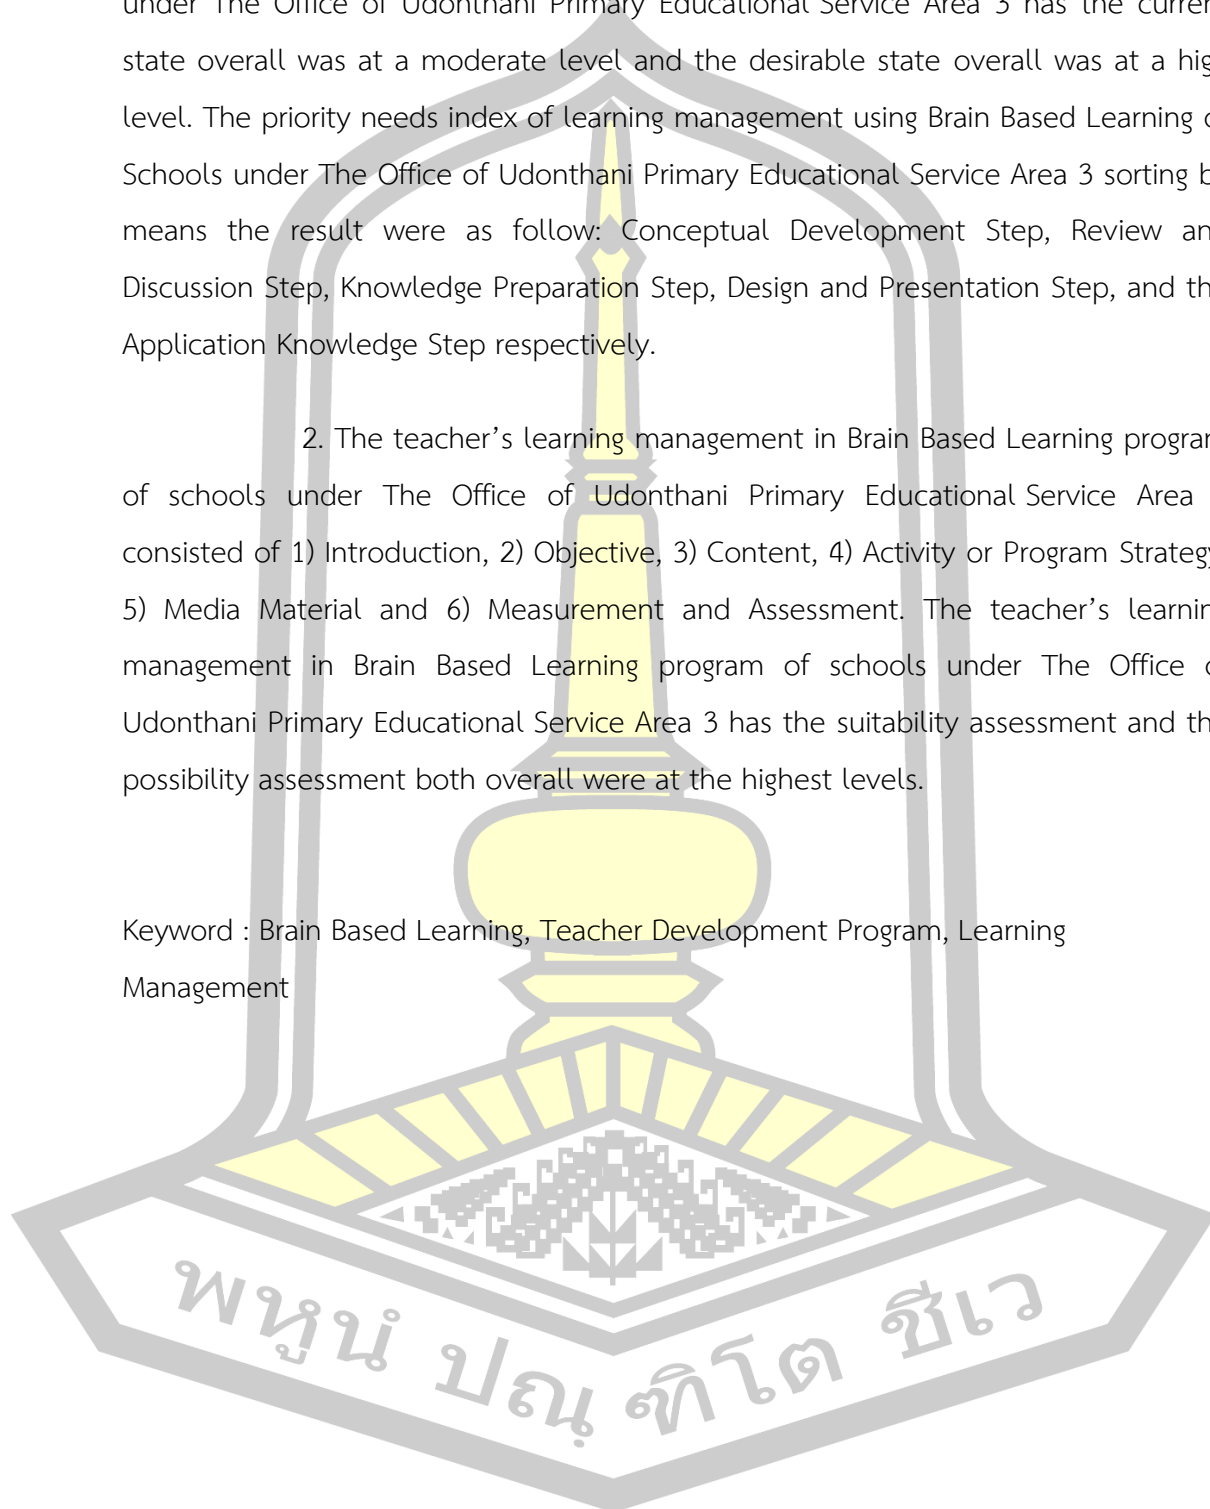 under The Office of Udonthani Primary Educational Service Area 3 has the curren
state overall was at a moderate level and the desirable state overall was at a hig
level. The priority needs index of learning management using Brain Based Learning o
Schools under The Office of Udonthani Primary Educational Service Area 3 sorting b
means the result were as follow: Conceptual Development Step, Review an
Discussion Step, Knowledge Preparation Step, Design and Presentation Step, and th
Application Knowledge Step respectively.
2. The teacher’s learning management in Brain Based Learning program
of schools under The Office of Udonthani Primary Educational Service Area
consisted of 1) Introduction, 2) Objective, 3) Content, 4) Activity or Program Strategy
5) Media Material and 6) Measurement and Assessment. The teacher’s learnin
management in Brain Based Learning program of schools under The Office o
Udonthani Primary Educational Service Area 3 has the suitability assessment and th
possibility assessment both overall were at the highest levels.
Keyword : Brain Based Learning, Teacher Development Program, Learning
Management
พหูนํ ปณฺฑิโต ชีเว